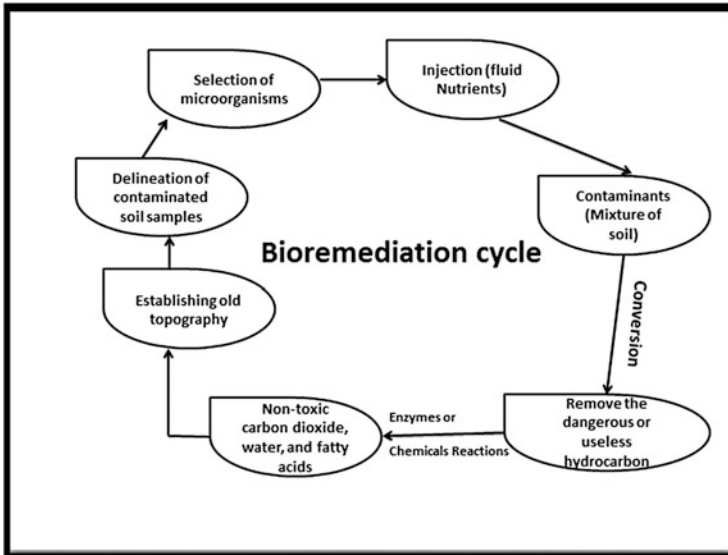 Selection of
microorganisms
Injection (fluid
Nutrients)
Delineation of
contaminated
soil samples
Contaminants
(Mixture of
soil)
Bioremediation cycle
Establishing old
topography
Conversion
Non-toxic
carbon dioxide,
water, and fatty
acids
Enzymes or
Chemicals Reactions
Remove the
dangerous or
useless
hydrocarbon